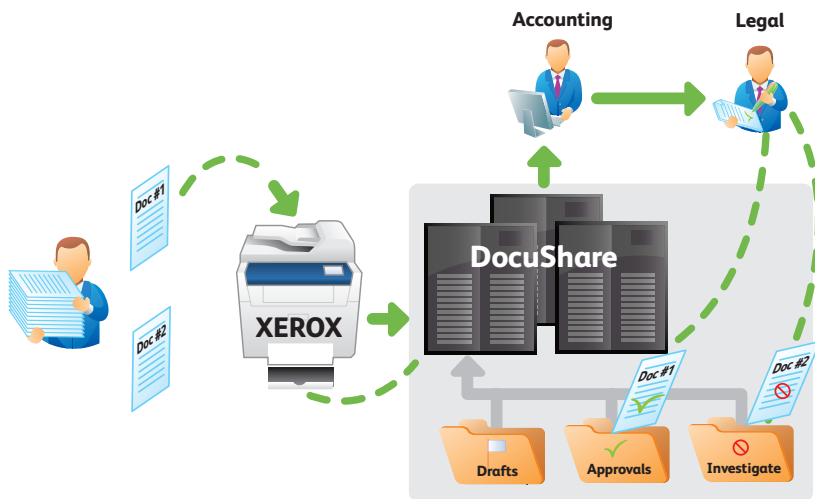 Accounting
Legal
Doc #1
Doc #2
XEROX
DocuShare
Doc #1
Doc #2
Drafts
Approvals
Investigate